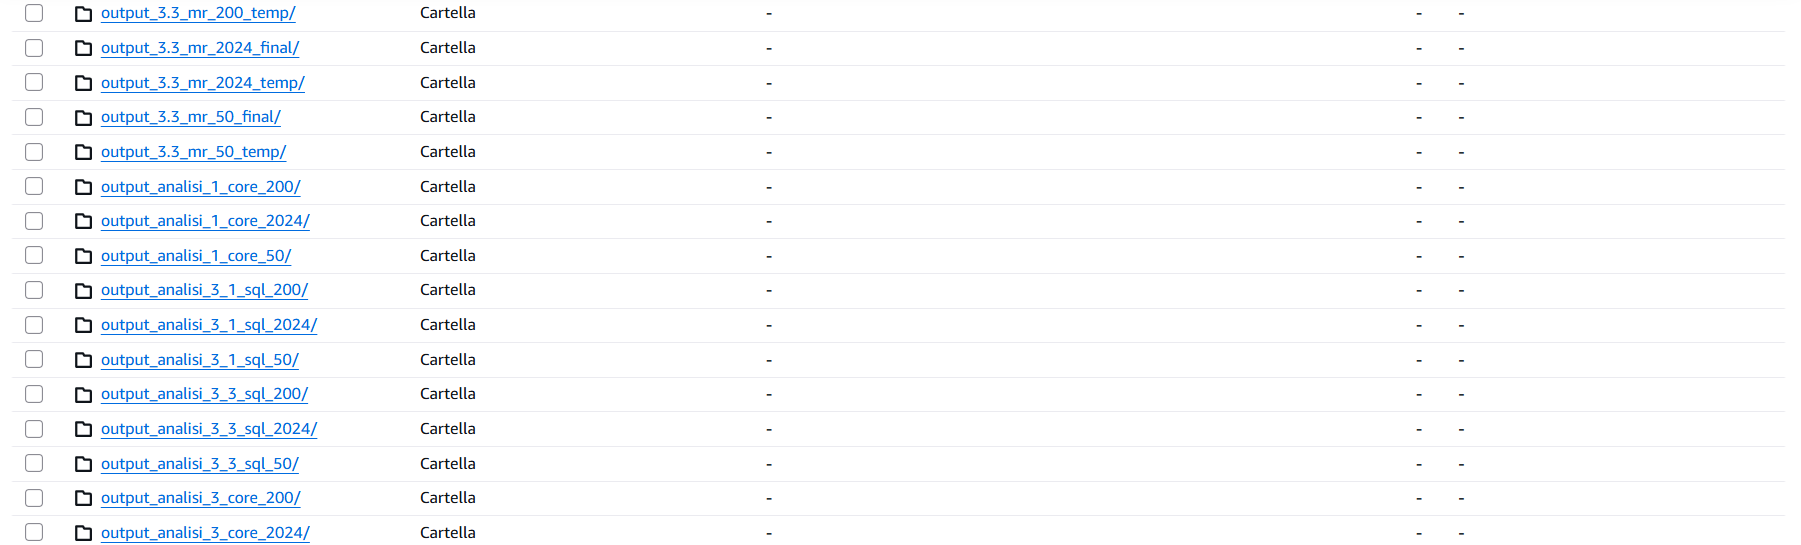 output_3.3_mr_200_temp/ Cartella - - -
output_3.3_mr_2024_final/ Cartella - - -
output_3.3_mr_2024_temp/ Cartella - - -
output_3.3_mr_50_final/ Cartella - - -
output_3.3_mr_50_temp/ Cartella - - -
output_analisi_1_core_200/ Cartella - - -
output_analisi_1_core_2024/ Cartella - - -
output_analisi_1_core_50/ Cartella - - -
output_analisi_3_1_sql_200/ Cartella - - -
output_analisi_3_1_sql_2024/ Cartella - - -
output_analisi_3_1_sql_50/ Cartella - - -
output_analisi_3_3_sql_200/ Cartella - - -
output_analisi_3_3_sql_2024/ Cartella - - -
output_analisi_3_3_sql_50/ Cartella - - -
output_analisi_3_core_200/ Cartella - - -
output_analisi_3_core_2024/ Cartella - - -